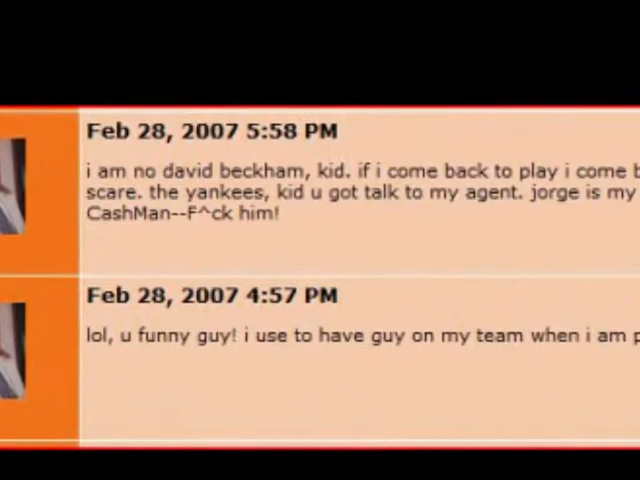 Feb 28, 2007 5:58 PM
i am no david beckham, kid. if i come back to play i come
scare. the yankees, kid u got talk to my agent. jorge is my
CashMan--F^ck him!
Feb 28, 2007 4:57 PM
lol, u funny guy! i use to have guy on my team when i am